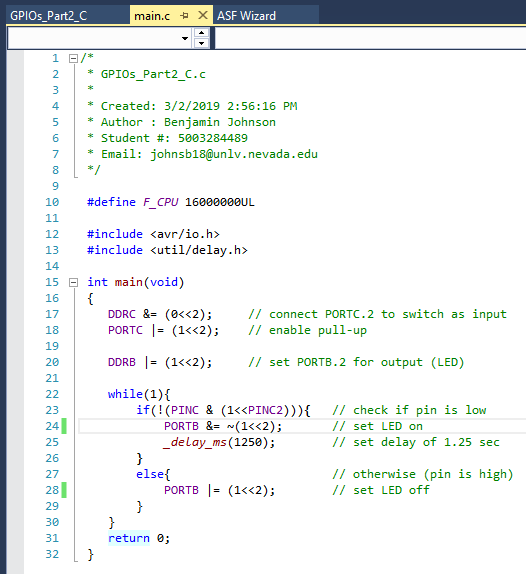 GPIOs_Part2_C main.c ASF Wizard
1 /*
2 * GPIOs_Part2_C.c
3 *
4 * Created: 3/2/2019 2:56:16 PM
5 * Author : Benjamin Johnson
6 * Student #: 5003284489
7 * Email: johnsb18@unlv.nevada.edu
8 */
9
10 #define F_CPU 16000000UL
11
12 #include <avr/io.h>
13 #include <util/delay.h>
14
15 int main(void)
16 {
17 DDRC &= (0<<2); // connect PORTC.2 to switch as input
18 PORTC |= (1<<2); // enable pull-up
19
20 DDRB |= (1<<2); // set PORTB.2 for output (LED)
21
22 while(1){
23 if(!(PINC & (1<<PINC2))){ // check if pin is low
24 PORTB &= ~(1<<2); // set LED on
25 _delay_ms(1250); // set delay of 1.25 sec
26 }
27 else{ // otherwise (pin is high)
28 PORTB |= (1<<2); // set LED off
29 }
30 }
31 return 0;
32 }